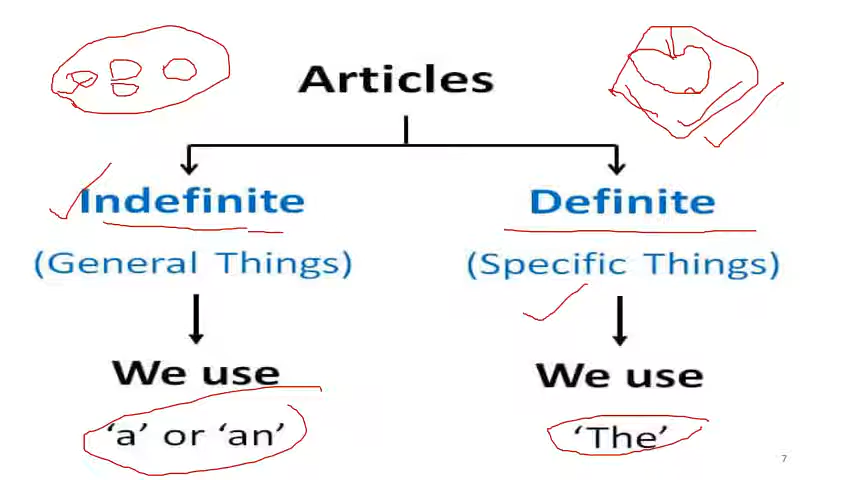 Articles
Indefinite
Definite
(General Things)
(Specific Things)
We use
We use
‘a’ or ‘an’
‘The’
7